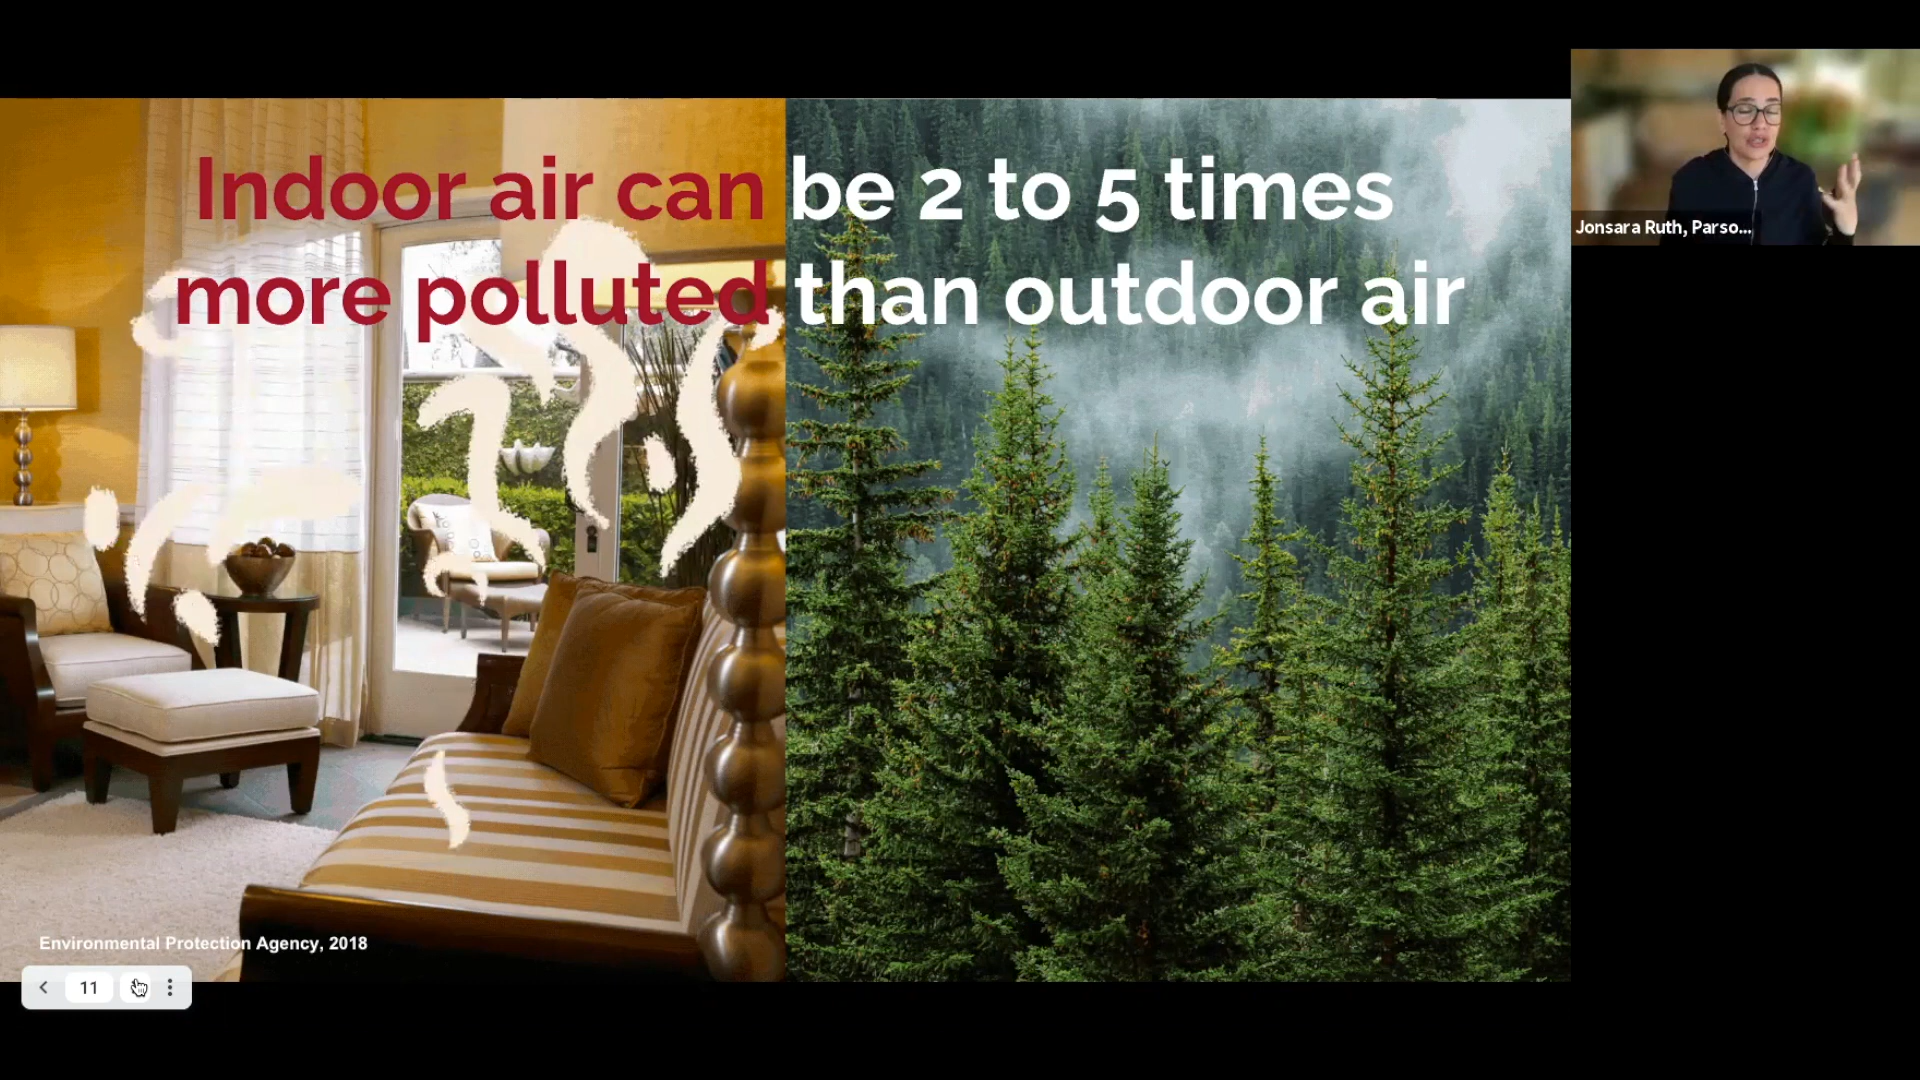 Indoor air can be 2 to 5 times
more polluted than outdoor air
Jonsara Ruth, Parso...
Environmental Protection Agency, 2018
11